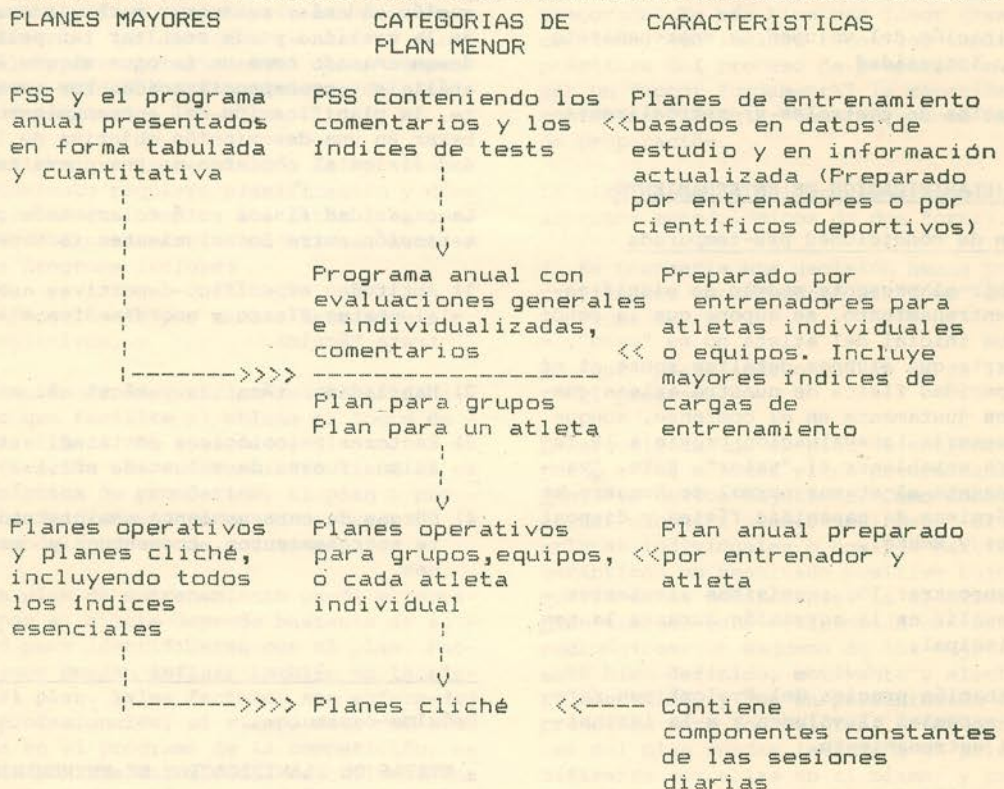 PLANES MAYORES
CATEGORIAS DE
PLAN MENOR
CARACTERISTICAS
PSS y el programa
anual presentados
en forma tabulada
y cuantitativa
PSS conteniendo los
comentarios y los
índices de tests
Planes de entrenamiento
<<basados en datos de
estudio y en información
actualizada (Preparado
por entrenadores o por
científicos deportivos)
Programa anual con
evaluaciones generales
e individualizadas,
comentarios
Preparado por
entrenadores para
atletas individuales
<< o equipos. Incluye
mayores índices de
carga de
entrenamiento
-------->>>> --------------------
Plan para grupos
Plan para un atleta
Planes operativos
y planes cliché,
incluyendo todos
los índices
esenciales
Planes operativos
para grupos,equipos,
o cada atleta
individual
Plan anual preparado
<<por entrenador iy
atleta
------>>>> Planes cliché <<----- Contiene
componentes constantes
de las sesiones
diarias